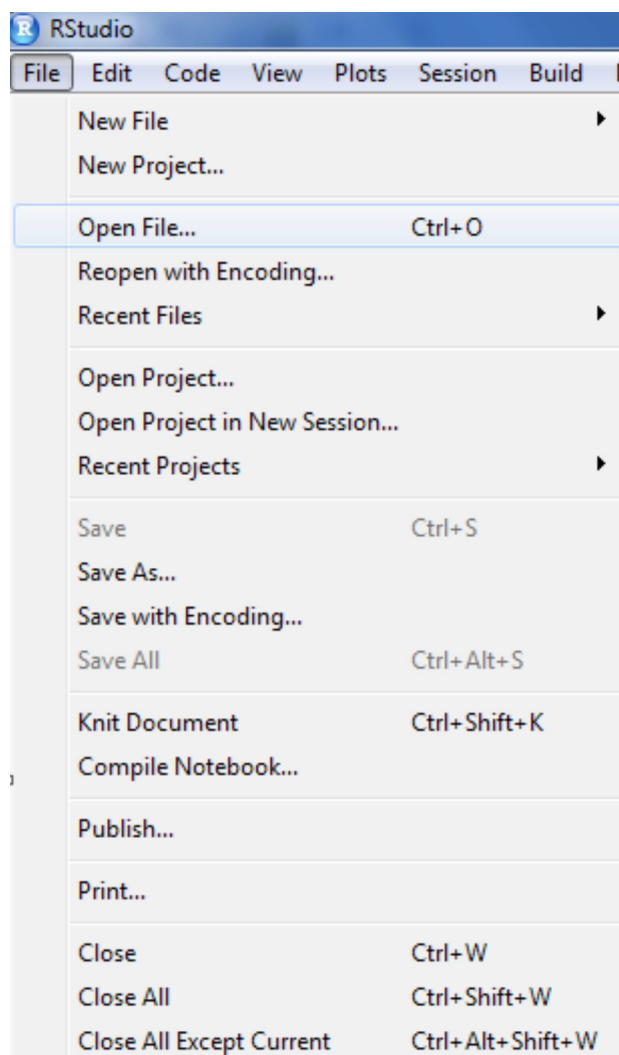 R RStudio
File Edit Code View Plots Session Build
New File
New Project...
Open File... Ctrl+O
Reopen with Encoding...
Recent Files
Open Project...
Open Project in New Session...
Recent Projects
Save Ctrl+S
Save As...
Save with Encoding...
Save All Ctrl+Alt+S
Knit Document Ctrl+Shift+K
Compile Notebook...
Publish...
Print...
Close Ctrl+W
Close All Ctrl+Shift+W
Close All Except Current Ctrl+Alt+Shift+W